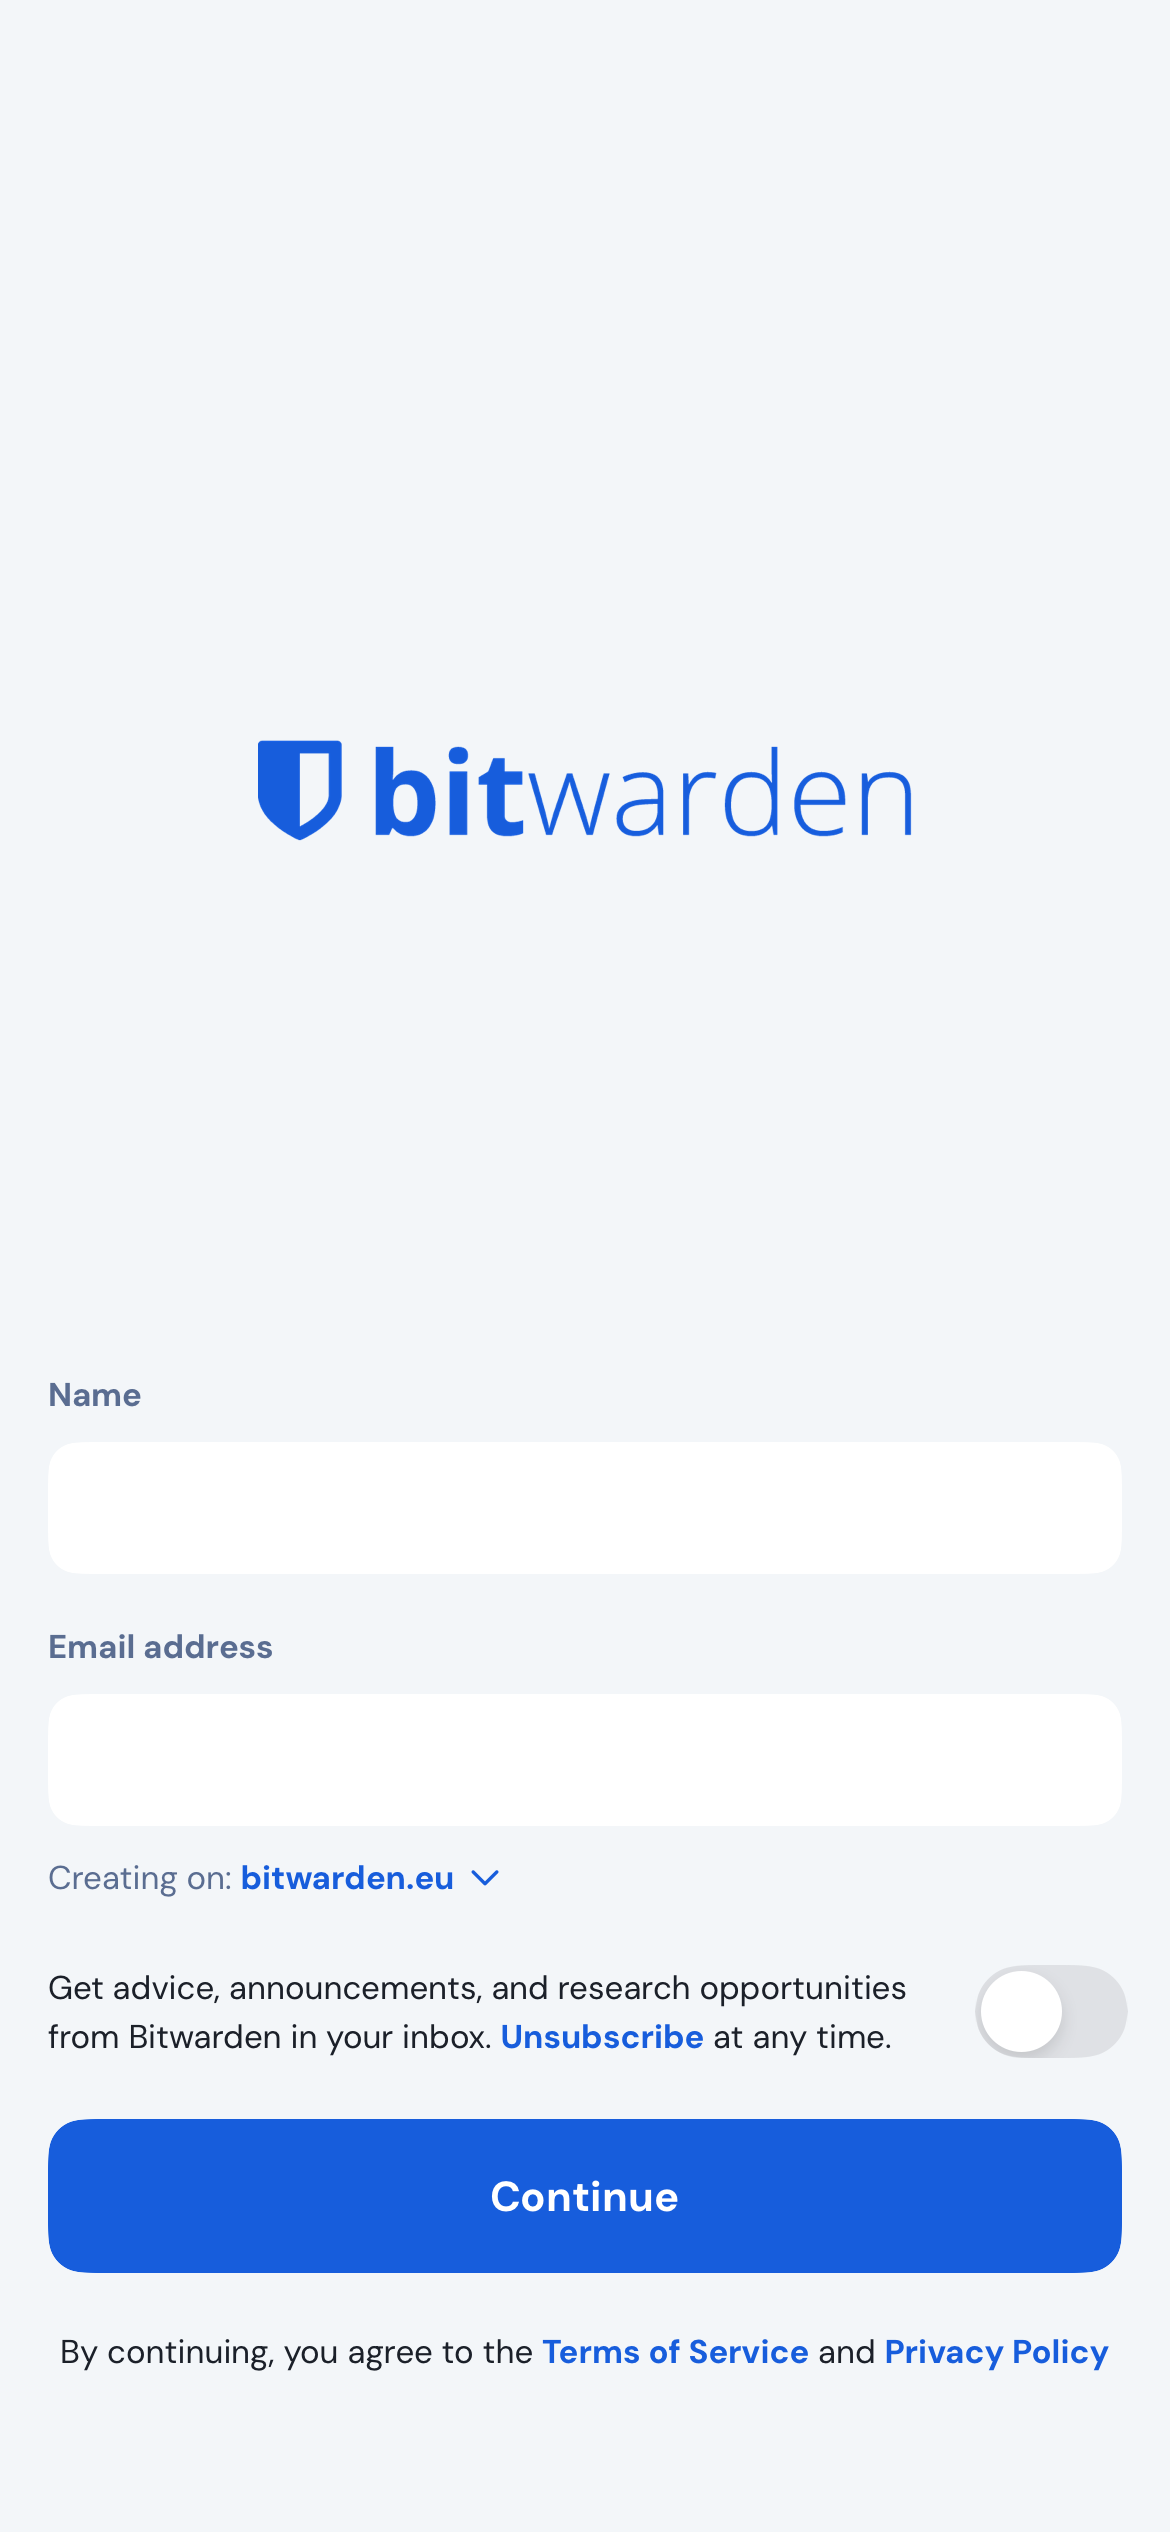 bitwarden
Name
Email address
Creating on: bitwarden.eu
Get advice, announcements, and research opportunities
from Bitwarden in your inbox. Unsubscribe at any time.
Continue
By continuing, you agree to the Terms of Service and Privacy Policy